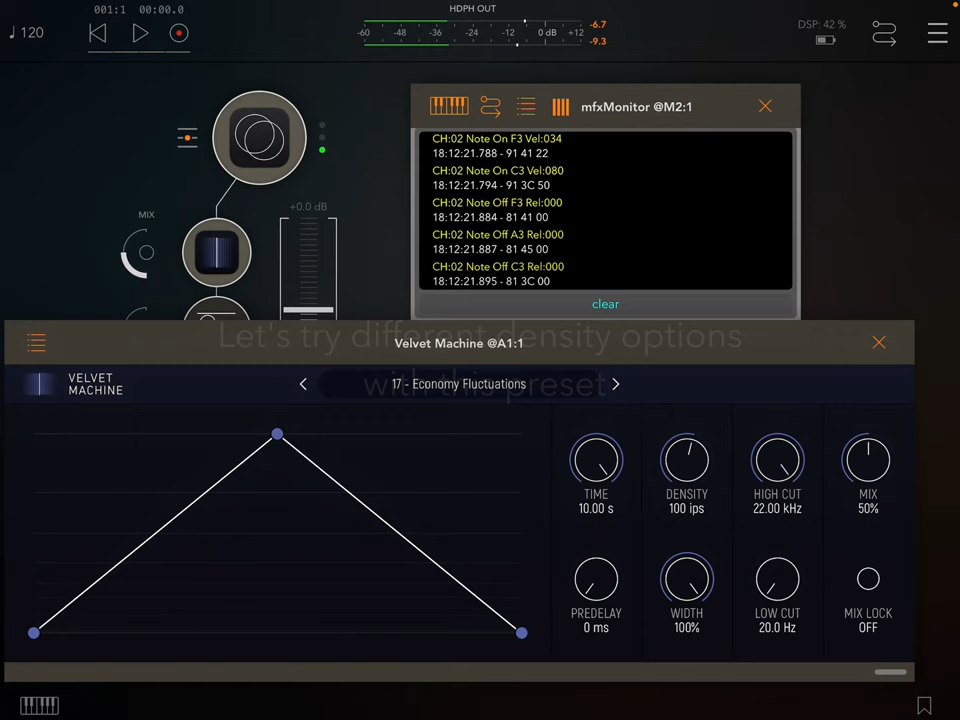 001:1 00:00.0
♩ 120
HDPH OUT
-60 -48 -36 -24 -12 0 dB +12
-6.7
-9.3
DSP: 42 %
mfxMonitor @M2:1
CH:02 Note On F3 Vel:034
18:12:21.788 - 91 41 22
CH:02 Note On C3 Vel:080
18:12:21.794 - 91 3C 50
CH:02 Note Off F3 Rel:000
18:12:21.884 - 81 41 00
CH:02 Note Off A3 Rel:000
18:12:21.887 - 81 45 00
CH:02 Note Off C3 Rel:000
18:12:21.895 - 81 3C 00
clear
MIX
+0.0 dB
Let's try different density options
with this preset
Velvet Machine @A1:1
VELVET
MACHINE
17 - Economy Fluctuations
TIME
10.00 s
DENSITY
100 ips
HIGH CUT
22.00 kHz
MIX
50%
PREDELAY
0 ms
WIDTH
100%
LOW CUT
20.0 Hz
MIX LOCK
OFF